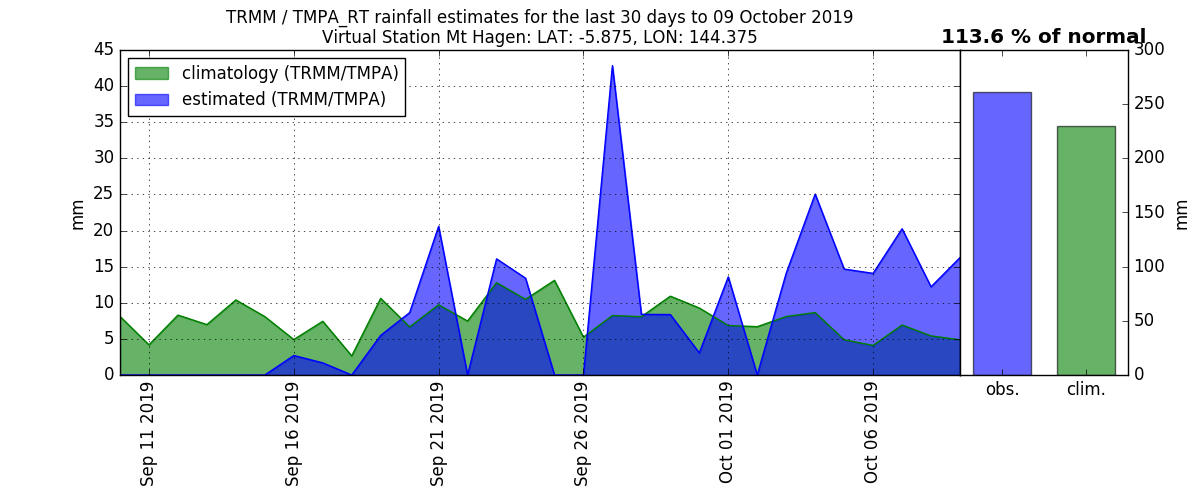 TRMM / TMPA_RT rainfall estimates for the last 30 days to 09 October 2019
Virtual Station Mt Hagen: LAT: -5.875, LON: 144.375
113.6 % of normal
climatology (TRMM/TMPA)
estimated (TRMM/TMPA)
45
40
35
30
25
20
15
10
5
0
mm
300
250
200
150
100
50
0
mm
Sep 11 2019
Sep 16 2019
Sep 21 2019
Sep 26 2019
Oct 01 2019
Oct 06 2019
obs.
clim.